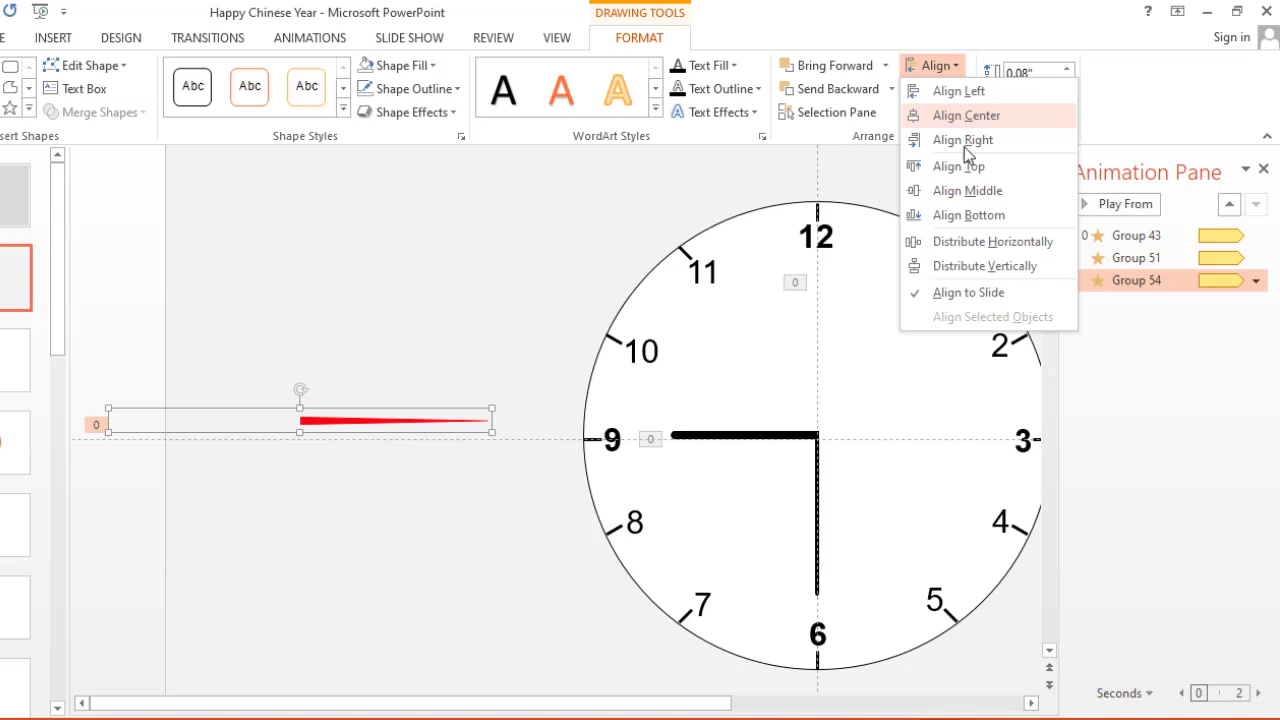 Happy Chinese Year - Microsoft PowerPoint
DRAWING TOOLS
?
E INSERT DESIGN TRANSITIONS ANIMATIONS SLIDE SHOW REVIEW VIEW FORMAT
Sign in
Edit Shape
Text Box
Merge Shapes
Abc Abc Abc
Shape Fill
Shape Outline
Shape Effects
A A A
Text Fill
Text Outline
Text Effects
Bring Forward
Send Backward
Selection Pane
Align
0.08"
ssert Shapes
Shape Styles
WordArt Styles
Arrange
Align Left
Align Center
Align Right
Align Top
Align Middle
Align Bottom
Distribute Horizontally
Distribute Vertically
Align to Slide
Align Selected Objects
Animation Pane
Play From
0 Group 43
Group 51
Group 54
12
11
0
10
2
0
9
0
3
8
4
7
5
6
Seconds
0 2